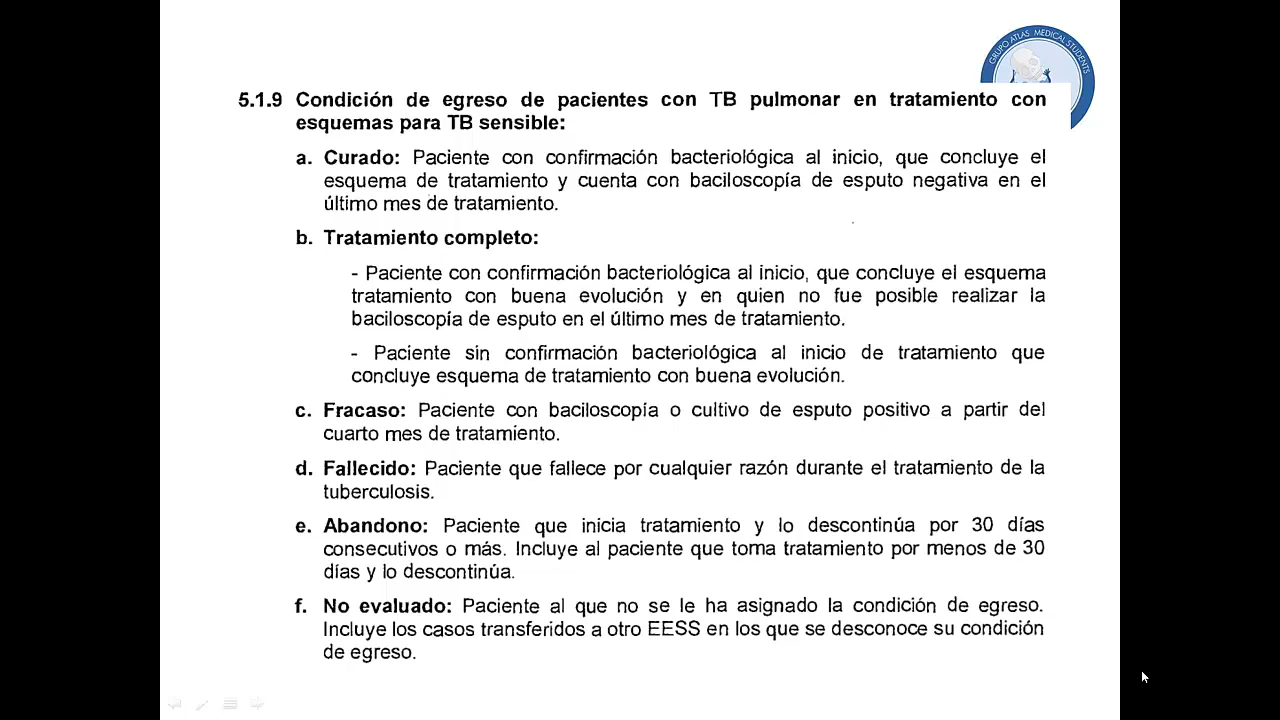 GRUPO ATLAS MEDICAL STUDENTS
5.1.9 Condición de egreso de pacientes con TB pulmonar en tratamiento con
esquemas para TB sensible:
a. Curado: Paciente con confirmación bacteriológica al inicio, que concluye el
esquema de tratamiento y cuenta con baciloscopía de esputo negativa en el
último mes de tratamiento.
b. Tratamiento completo:
- Paciente con confirmación bacteriológica al inicio, que concluye el esquema
tratamiento con buena evolución y en quien no fue posible realizar la
baciloscopía de esputo en el último mes de tratamiento.
- Paciente sin confirmación bacteriológica al inicio de tratamiento que
concluye esquema de tratamiento con buena evolución.
c. Fracaso: Paciente con baciloscopía o cultivo de esputo positivo a partir del
cuarto mes de tratamiento.
d. Fallecido: Paciente que fallece por cualquier razón durante el tratamiento de la
tuberculosis.
e. Abandono: Paciente que inicia tratamiento y lo descontinúa por 30 días
consecutivos o más. Incluye al paciente que toma tratamiento por menos de 30
días y lo descontinúa.
f. No evaluado: Paciente al que no se le ha asignado la condición de egreso.
Incluye los casos transferidos a otro EESS en los que se desconoce su condición
de egreso.